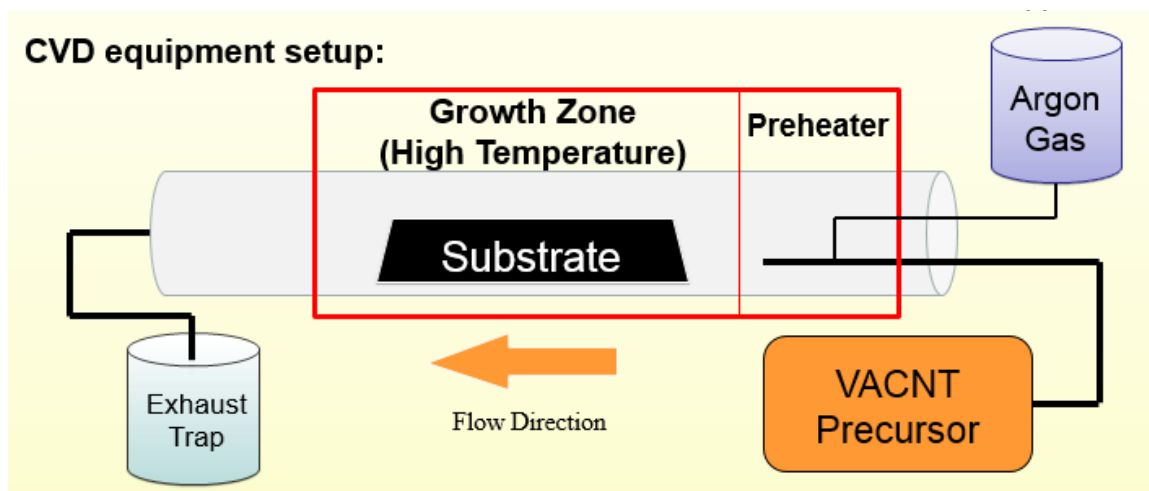 CVD equipment setup:
Growth Zone
(High Temperature)
Preheater
Argon
Gas
Substrate
Exhaust
Trap
Flow Direction
VACNT
Precursor